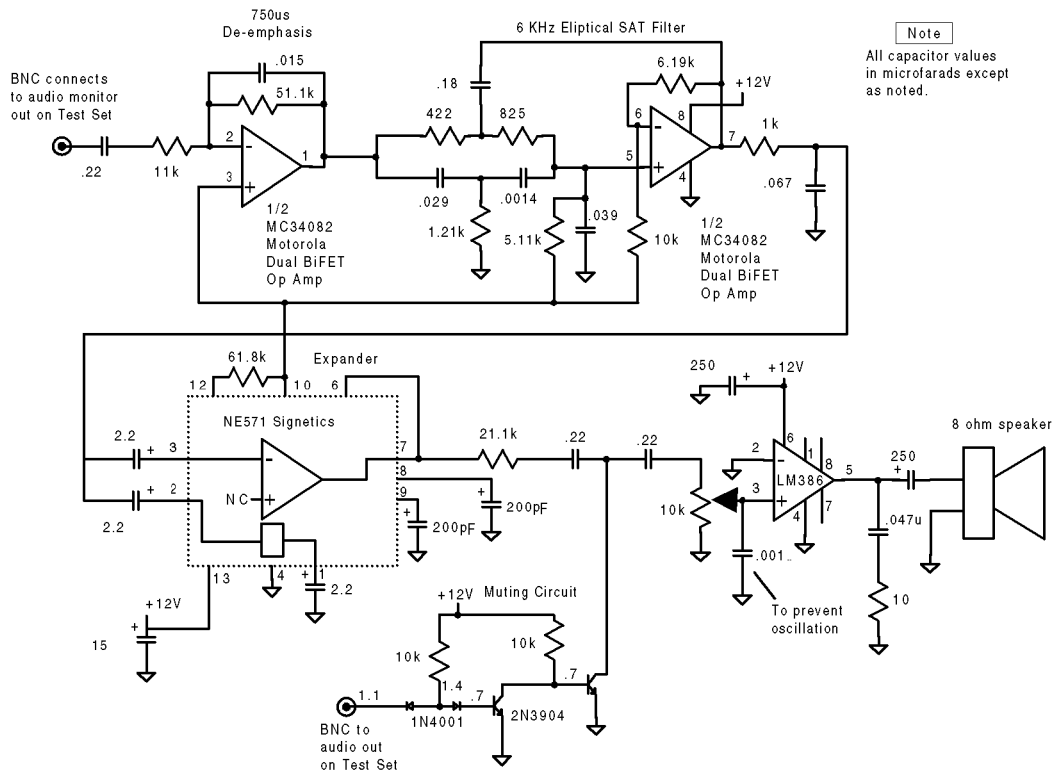 750us
De-emphasis
6 KHz Eliptical SAT Filter
Note
All capacitor values
in microfarads except
as noted.
BNC connects
to audio monitor
out on Test Set
.015
51.1k
.22
11k
2
3
1
1/2
MC34082
Motorola
Dual BiFET
Op Amp
.18
422
825
.029
.0014
1.21k
5.11k
.039
10k
6.19k
+12V
6
8
5
7
4
1/2
MC34082
Motorola
Dual BiFET
Op Amp
1k
.067
61.8k
Expander
12
10
6
NE571 Signetics
2.2
+
3
7
8
9
NC
2
2.2
+
13
4
1
2.2
+
+
200pF
+
200pF
+12V
15
+
21.1k
.22
.22
10k
250
+
+12V
2
3
6
1
8
LM386
5
4
7
.001
To prevent
oscillation
250
+
.047u
10
8 ohm speaker
Muting Circuit
+12V
10k
10k
1.1
1.4
.7
.7
1N4001
2N3904
BNC to
audio out
on Test Set